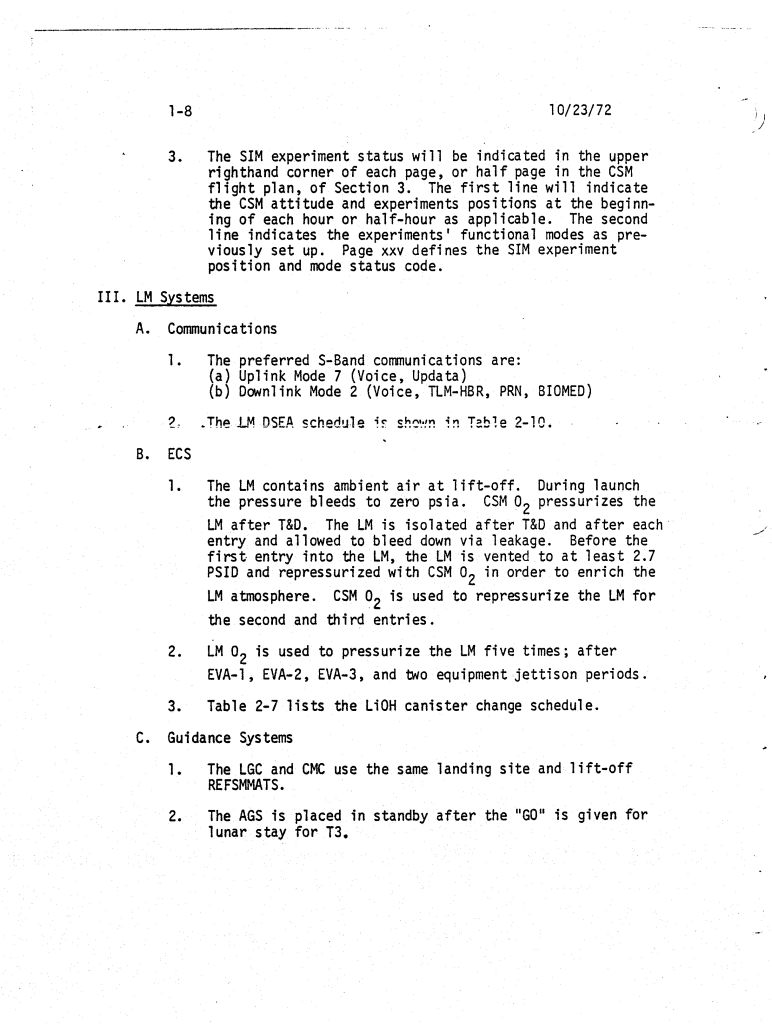 1-8 10/23/72
3. The SIM experiment status will be indicated in the upper
righthand corner of each page, or half page in the CSM
flight plan, of Section 3. The first line will indicate
the CSM attitude and experiments positions at the beginn-
ing of each hour or half-hour as applicable. The second
line indicates the experiments' functional modes as pre-
viously set up. Page xxv defines the SIM experiment
position and mode status code.
III. LM Systems
A. Communications
1. The preferred S-Band communications are:
(a) Uplink Mode 7 (Voice, Updata)
(b) Downlink Mode 2 (Voice, TLM-HBR, PRN, BIOMED)
2. The LM DSEA schedule is shown in Table 2-10.
B. ECS
1. The LM contains ambient air at lift-off. During launch
the pressure bleeds to zero psia. CSM O2 pressurizes the
LM after T&D. The LM is isolated after T&D and after each
entry and allowed to bleed down via leakage. Before the
first entry into the LM, the LM is vented to at least 2.7
PSID and repressurized with CSM O2 in order to enrich the
LM atmosphere. CSM O2 is used to repressurize the LM for
the second and third entries.
2. LM O2 is used to pressurize the LM five times; after
EVA-1, EVA-2, EVA-3, and two equipment jettison periods.
3. Table 2-7 lists the LiOH canister change schedule.
C. Guidance Systems
1. The LGC and CMC use the same landing site and lift-off
REFSMMATS.
2. The AGS is placed in standby after the "GO" is given for
lunar stay for T3.